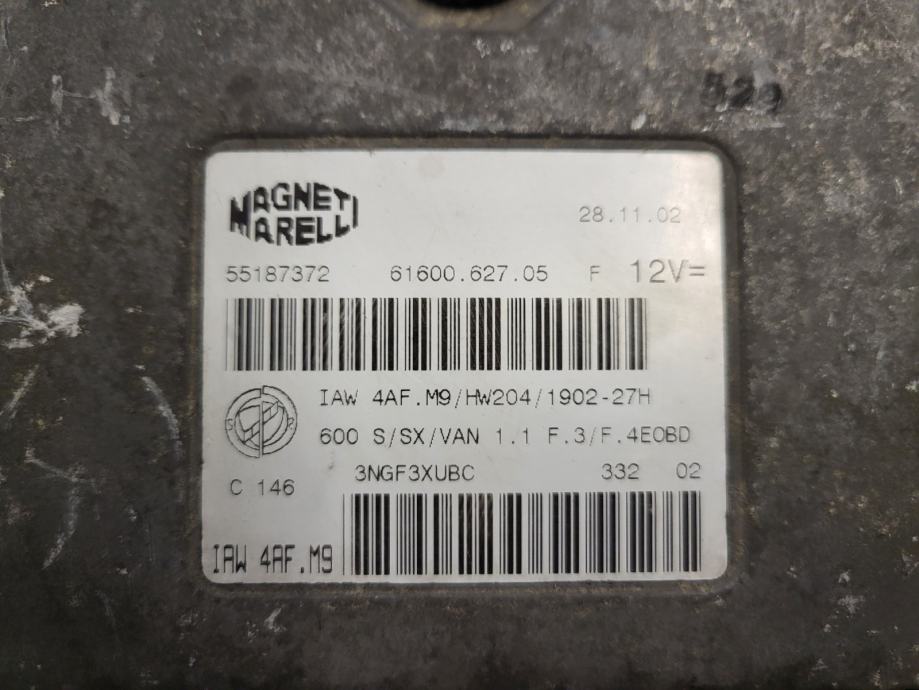 529
MAGNETI
MARELLI
28.11.02
55187372 61600.627.05 F 12V=
IAW 4AF.M9/HW204/1902-27H
600 S/SX/VAN 1.1 F.3/F.4EOBD
3NGF3XUBC 332 02
C 146
IAW 4AF.M9